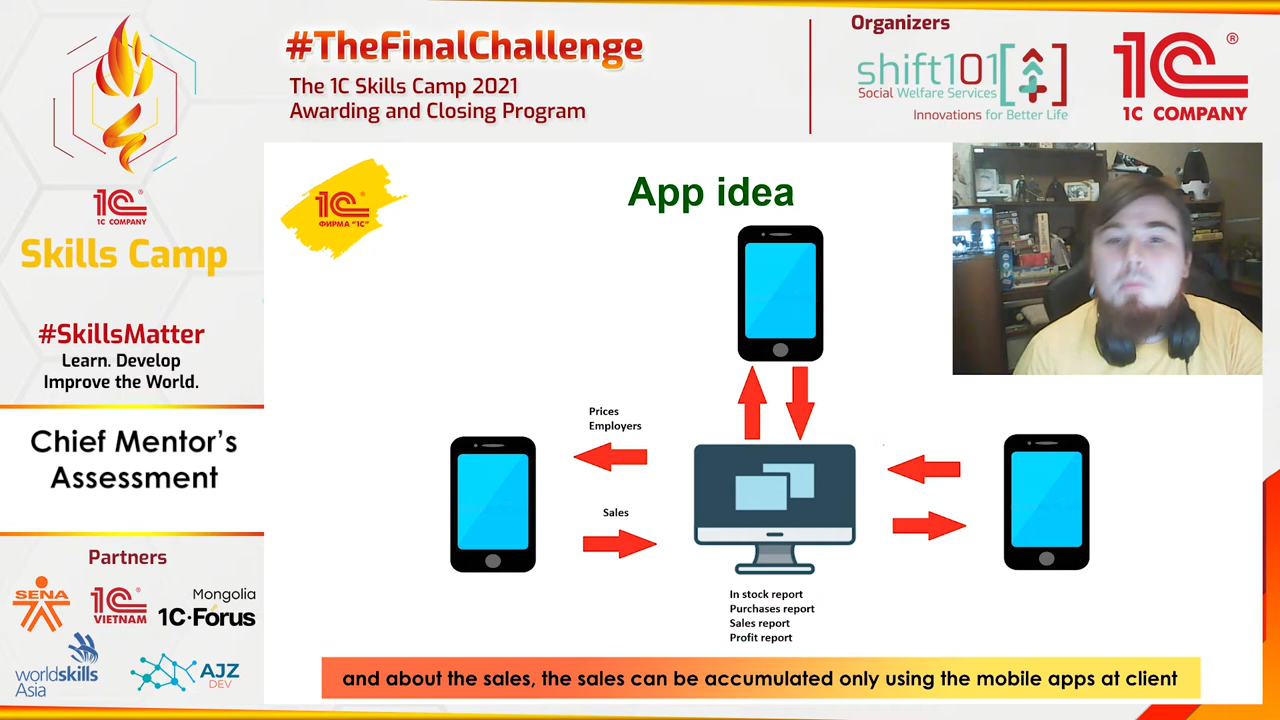 #TheFinalChallenge
The 1C Skills Camp 2021
Awarding and Closing Program
Organizers
shift101
Social Welfare Services
Innovations for Better Life
1C ®
1C COMPANY
1C ®
1C COMPANY
Skills Camp
#SkillsMatter
Learn. Develop
Improve the World.
Chief Mentor's
Assessment
Partners
SENA
1C ®
VIETNAM
Mongolia
1C·Forus
worldskills
Asia
AJZ
DEV
1C ®
ФИРМА "1С"
App idea
Prices
Employers
Sales
In stock report
Purchases report
Sales report
Profit report
and about the sales, the sales can be accumulated only using the mobile apps at client